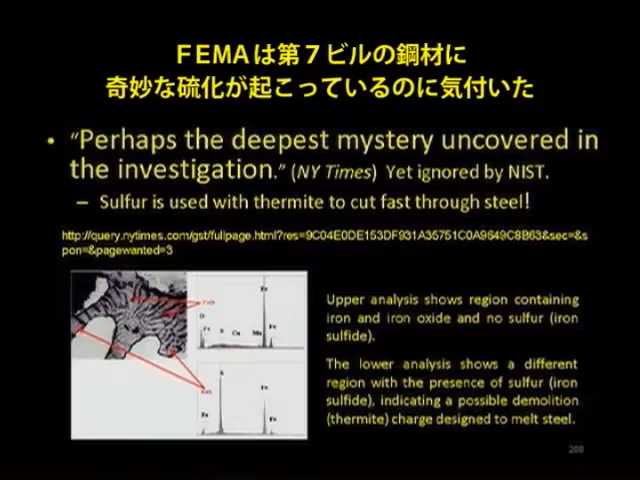 FEMAは第７ビルの鋼材に
奇妙な硫化が起こっているのに気付いた
• "Perhaps the deepest mystery uncovered in
the investigation." (NY Times) Yet ignored by NIST.
– Sulfur is used with thermite to cut fast through steel!
http://query.nytimes.com/gst/fullpage.html?res=9C04E0DE153DF931A35751C0A9649C8B63&sec=&s
pon=&pagewanted=3
Upper analysis shows region containing
iron and iron oxide and no sulfur (iron
sulfide).
The lower analysis shows a different
region with the presence of sulfur (iron
sulfide), indicating a possible demolition
(thermite) charge designed to melt steel.
Fe
O
Fe
S
Cu
Mn
Fe
S
Fe
Fe
Fe